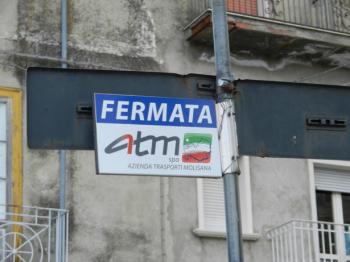 FERMATA
atm
spa
AZIENDA TRASPORTI MOLISANA